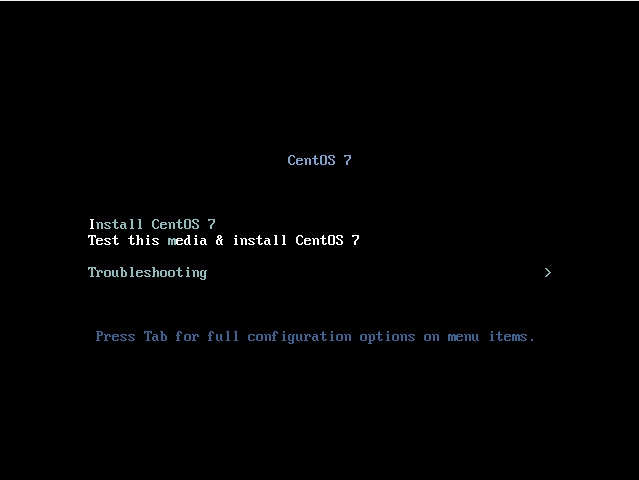 CentOS 7
Install CentOS 7
Test this media & install CentOS 7
Troubleshooting >
Press Tab for full configuration options on menu items.